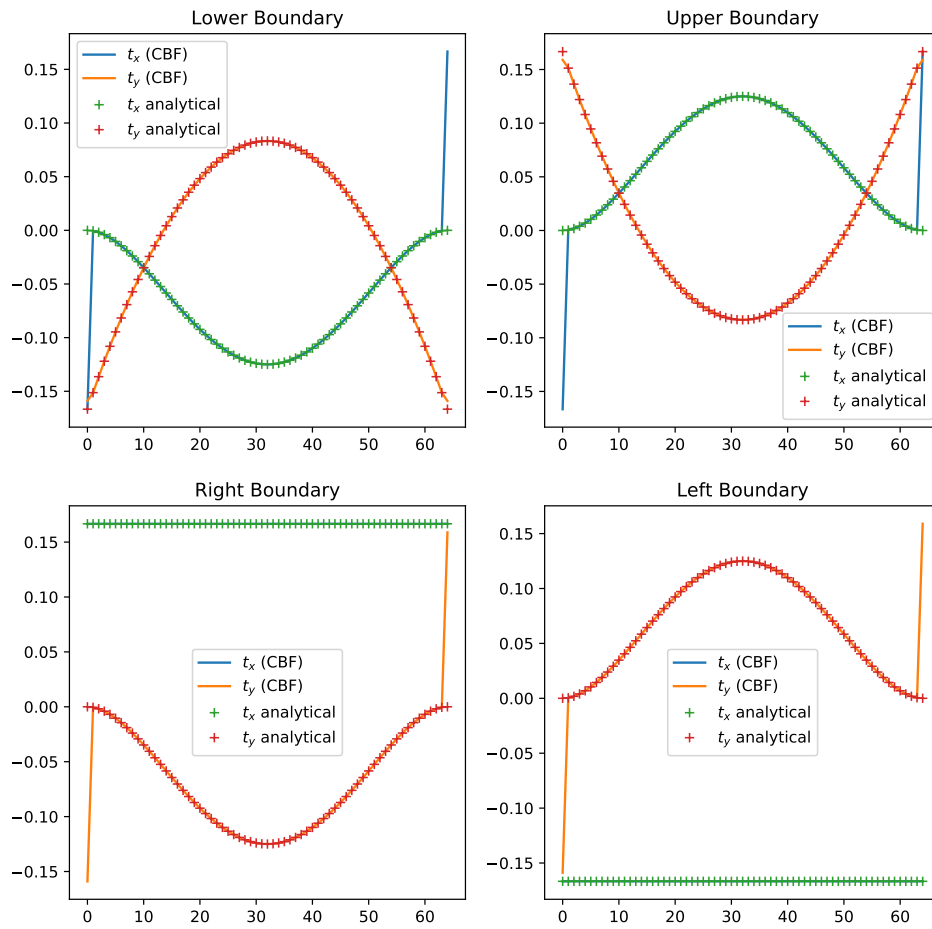 Lower Boundary
0.15
0.10
0.05
0.00
−0.05
−0.10
−0.15
0 10 20 30 40 50 60
t_x (CBF)
t_y (CBF)
t_x analytical
t_y analytical
Upper Boundary
0.15
0.10
0.05
0.00
−0.05
−0.10
−0.15
0 10 20 30 40 50 60
t_x (CBF)
t_y (CBF)
t_x analytical
t_y analytical
Right Boundary
0.15
0.10
0.05
0.00
−0.05
−0.10
−0.15
0 10 20 30 40 50 60
t_x (CBF)
t_y (CBF)
t_x analytical
t_y analytical
Left Boundary
0.15
0.10
0.05
0.00
−0.05
−0.10
−0.15
0 10 20 30 40 50 60
t_x (CBF)
t_y (CBF)
t_x analytical
t_y analytical